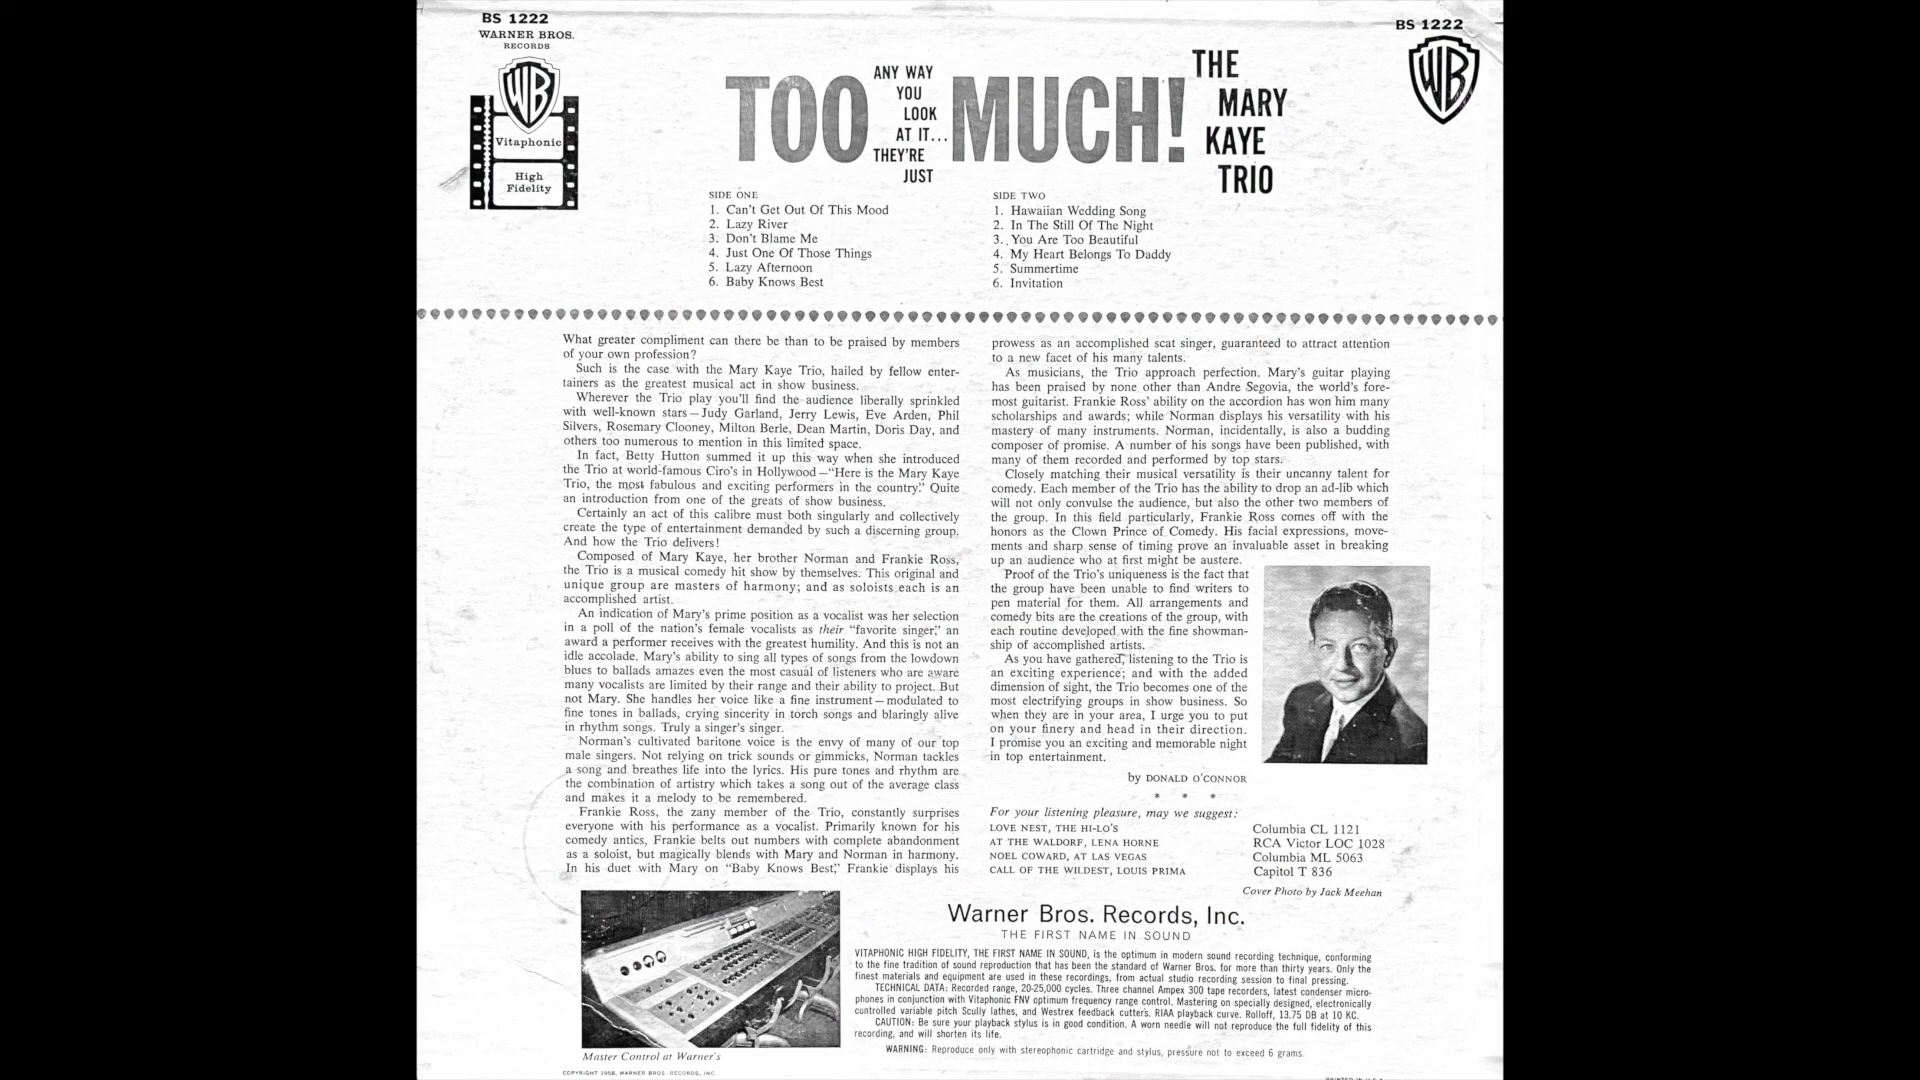 BS 1222
WARNER BROS.
RECORDS
WB
Vitaphonic
High
Fidelity
TOO
ANY WAY
YOU
LOOK
AT IT...
THEY'RE
JUST
MUCH!
THE
MARY
KAYE
TRIO
BS 1222
WB
SIDE ONE
1. Can't Get Out Of This Mood
2. Lazy River
3. Don't Blame Me
4. Just One Of Those Things
5. Lazy Afternoon
6. Baby Knows Best
SIDE TWO
1. Hawaiian Wedding Song
2. In The Still Of The Night
3. You Are Too Beautiful
4. My Heart Belongs To Daddy
5. Summertime
6. Invitation
What greater compliment can there be than to be praised by members
of your own profession?
Such is the case with the Mary Kaye Trio, hailed by fellow enter-
tainers as the greatest musical act in show business.
Wherever the Trio play you'll find the audience liberally sprinkled
with well-known stars—Judy Garland, Jerry Lewis, Eve Arden, Phil
Silvers, Rosemary Clooney, Milton Berle, Dean Martin, Doris Day, and
others too numerous to mention in this limited space.
In fact, Betty Hutton summed it up this way when she introduced
the Trio at world-famous Ciro's in Hollywood—"Here is the Mary Kaye
Trio, the most fabulous and exciting performers in the country." Quite
an introduction from one of the greats of show business.
Certainly an act of this calibre must both singularly and collectively
create the type of entertainment demanded by such a discerning group.
And how the Trio delivers!
Composed of Mary Kaye, her brother Norman and Frankie Ross,
the Trio is a musical comedy hit show by themselves. This original and
unique group are masters of harmony; and as soloists each is an
accomplished artist.
An indication of Mary's prime position as a vocalist was her selection
in a poll of the nation's female vocalists as their "favorite singer," an
award a performer receives with the greatest humility. And this is not an
idle accolade. Mary's ability to sing all types of songs from the lowdown
blues to ballads amazes even the most casual of listeners who are aware
many vocalists are limited by their range and their ability to project. But
not Mary. She handles her voice like a fine instrument—modulated to
fine tones in ballads, crying sincerity in torch songs and blaringly alive
in rhythm songs. Truly a singer's singer.
Norman's cultivated baritone voice is the envy of many of our top
male singers. Not relying on trick sounds or gimmicks, Norman tackles
a song and breathes life into the lyrics. His pure tones and rhythm are
the combination of artistry which takes a song out of the average class
and makes it a melody to be remembered.
Frankie Ross, the zany member of the Trio, constantly surprises
everyone with his performance as a vocalist. Primarily known for his
comedy antics, Frankie belts out numbers with complete abandonment
as a soloist, but magically blends with Mary and Norman in harmony.
In his duet with Mary on "Baby Knows Best," Frankie displays his
prowess as an accomplished scat singer, guaranteed to attract attention
to a new facet of his many talents.
As musicians, the Trio approach perfection. Mary's guitar playing
has been praised by none other than Andre Segovia, the world's fore-
most guitarist. Frankie Ross' ability on the accordion has won him many
scholarships and awards; while Norman displays his versatility with his
mastery of many instruments. Norman, incidentally, is also a budding
composer of promise. A number of his songs have been published, with
many of them recorded and performed by top stars.
Closely matching their musical versatility is their uncanny talent for
comedy. Each member of the Trio has the ability to drop an ad-lib which
will not only convulse the audience, but also the other two members of
the group. In this field particularly, Frankie Ross comes off with the
honors as the Clown Prince of Comedy. His facial expressions, move-
ments and sharp sense of timing prove an invaluable asset in breaking
up an audience who at first might be austere.
Proof of the Trio's uniqueness is the fact that
the group have been unable to find writers to
pen material for them. All arrangements and
comedy bits are the creations of the group, with
each routine developed with the fine showman-
ship of accomplished artists.
As you have gathered, listening to the Trio is
an exciting experience; and with the added
dimension of sight, the Trio becomes one of the
most electrifying groups in show business. So
when they are in your area, I urge you to put
on your finery and head in their direction.
I promise you an exciting and memorable night
in top entertainment.
by DONALD O'CONNOR
* * *
For your listening pleasure, may we suggest:
LOVE NEST, THE HI-LO'S Columbia CL 1121
AT THE WALDORF, LENA HORNE RCA Victor LOC 1028
NOEL COWARD, AT LAS VEGAS Columbia ML 5063
CALL OF THE WILDEST, LOUIS PRIMA Capitol T 836
Cover Photo by Jack Meehan
Warner Bros. Records, Inc.
THE FIRST NAME IN SOUND
VITAPHONIC HIGH FIDELITY, THE FIRST NAME IN SOUND, is the optimum in modern sound recording technique, conforming
to the fine tradition of sound reproduction that has been the standard of Warner Bros. for more than thirty years. Only the
finest materials and equipment are used in these recordings, from actual studio recording session to final pressing.
TECHNICAL DATA: Recorded range, 20-25,000 cycles. Three channel Ampex 300 tape recorders, latest condenser micro-
phones in conjunction with Vitaphonic FNV optimum frequency range control. Mastering on specially designed, electronically
controlled variable pitch Scully lathes, and Westrex feedback cutters. RIAA playback curve. Rolloff, 13.75 DB at 10 KC.
CAUTION: Be sure your playback stylus is in good condition. A worn needle will not reproduce the full fidelity of this
recording, and will shorten its life.
WARNING: Reproduce only with stereophonic cartridge and stylus, pressure not to exceed 6 grams.
Master Control at Warner's
COPYRIGHT 1958, WARNER BROS. RECORDS, INC.
PRINTED IN U.S.A.